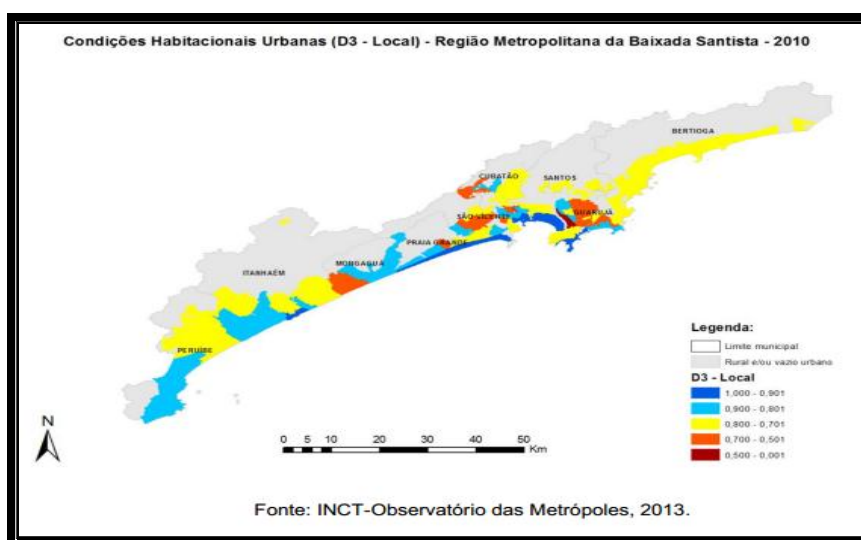 Condições Habitacionais Urbanas (D3 - Local) - Região Metropolitana da Baixada Santista - 2010
BERTIOGA
CUBATÃO
SANTOS
GUARUJÁ
SÃO VICENTE
PRAIA GRANDE
MONGAGUÁ
ITANHAÉM
PERUÍBE
Legenda:
Limite municipal
Rural e/ou vazio urbano
D3 - Local
1,000 - 0,901
0,900 - 0,801
0,800 - 0,701
0,700 - 0,501
0,500 - 0,001
N
0 5 10 20 30 40 50
Km
Fonte: INCT-Observatório das Metrópoles, 2013.